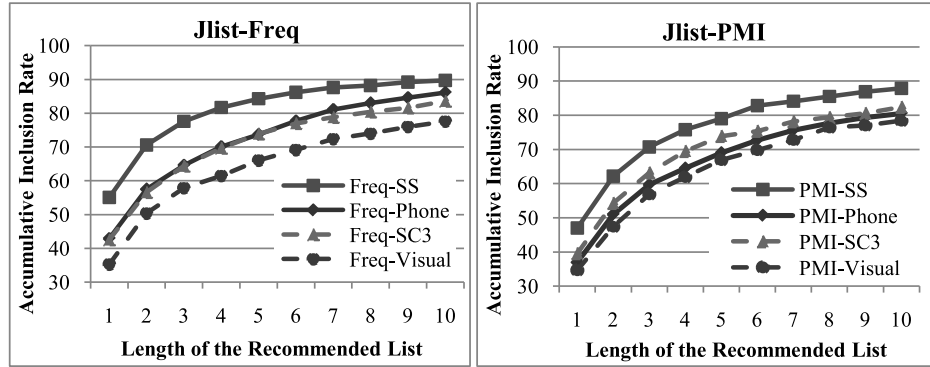 Jlist-Freq
Accumulative Inclusion Rate
100
90
80
70
60
50
40
30
Freq-SS
Freq-Phone
Freq-SC3
Freq-Visual
1 2 3 4 5 6 7 8 9 10
Length of the Recommended List
Jlist-PMI
Accumulative Inclusion Rate
100
90
80
70
60
50
40
30
PMI-SS
PMI-Phone
PMI-SC3
PMI-Visual
1 2 3 4 5 6 7 8 9 10
Length of the Recommended List